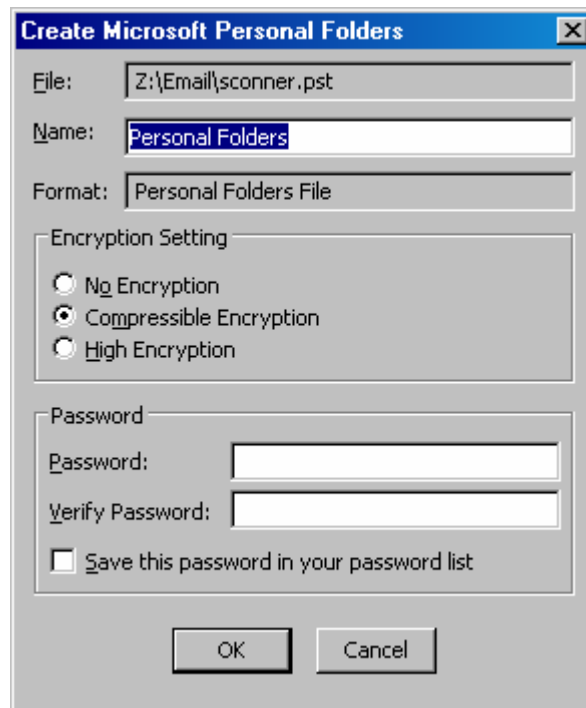 Create Microsoft Personal Folders
File: Z:\Email\sconner.pst
Name: Personal Folders
Format: Personal Folders File
Encryption Setting
No Encryption
Compressible Encryption
High Encryption
Password
Password:
Verify Password:
Save this password in your password list
OK Cancel